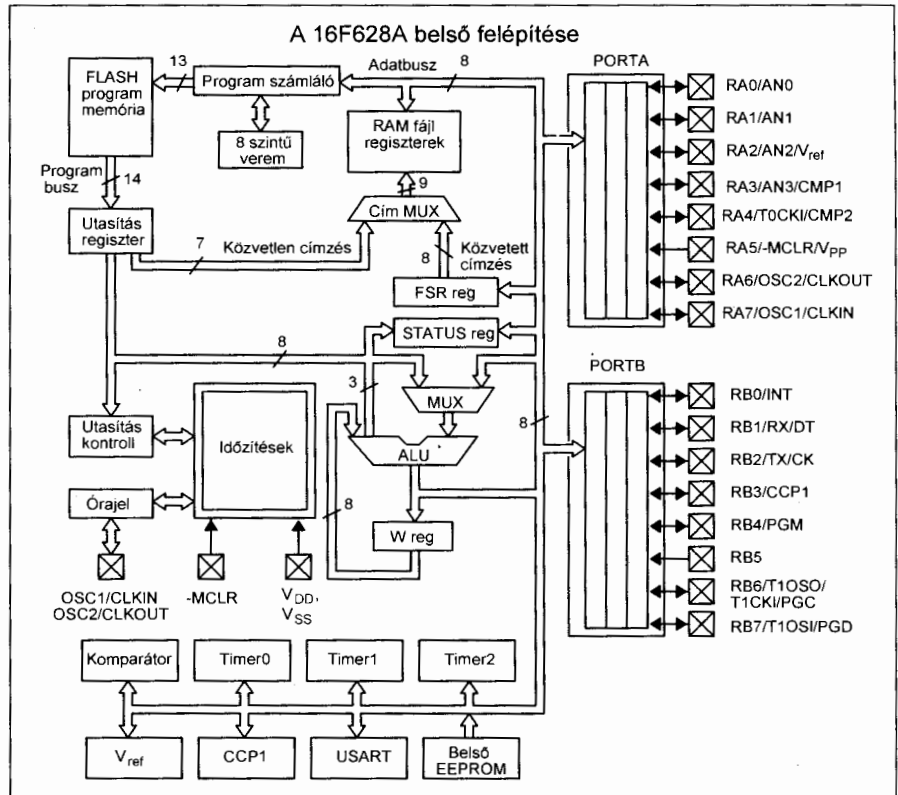 A 16F628A belső felépítése
FLASH
program
memória
13
Program számláló
Adatbusz
8
8 szintű
verem
RAM fájl
regiszterek
Program
busz
14
9
Cím MUX
Utasítás
regiszter
7
Közvetlen címzés
8
Közvetett
címzés
FSR reg
STATUS reg
8
3
MUX
8
Utasítás
kontroll
Időzítések
ALU
Órajel
8
W reg
OSC1/CLKIN
OSC2/CLKOUT
-MCLR
VDD,
VSS
Komparátor
Timer0
Timer1
Timer2
Vref
CCP1
USART
Belső
EEPROM
PORTA
RA0/AN0
RA1/AN1
RA2/AN2/Vref
RA3/AN3/CMP1
RA4/T0CKI/CMP2
RA5/-MCLR/VPP
RA6/OSC2/CLKOUT
RA7/OSC1/CLKIN
PORTB
RB0/INT
RB1/RX/DT
RB2/TX/CK
RB3/CCP1
RB4/PGM
RB5
RB6/T1OSO/
T1CKI/PGC
RB7/T1OSI/PGD